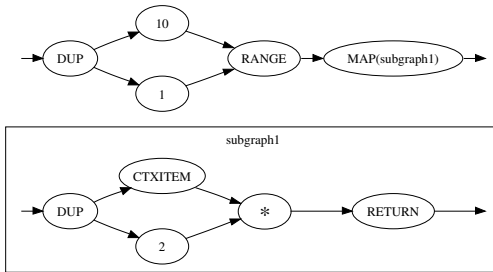 10
DUP
RANGE
MAP(subgraph1)
1
subgraph1
CTXITEM
DUP
*
RETURN
2